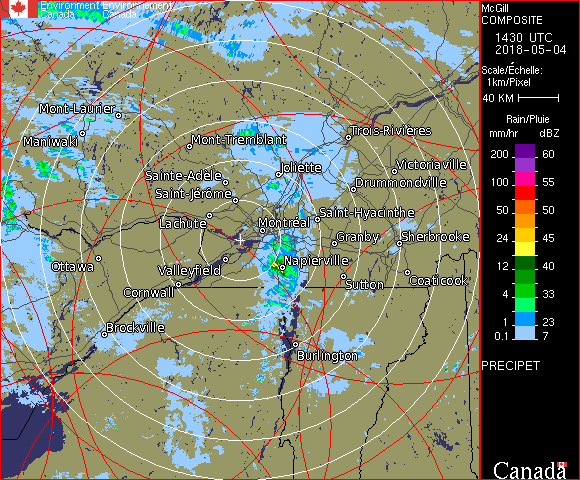 Environment Environnement
Canada Canada
McGill
COMPOSITE
1430 UTC
2018-05-04
Scale/Échelle:
1km/Pixel
40 KM
Rain/Pluie
mm/hr dBZ
200 60
150 57
100 55
50 50
24 45
12 40
4 33
1 23
0.1 7
PRECIPET
Canada
Mont-Laurier
Maniwaki
Mont-Tremblant
Trois-Rivières
Joliette
Victoriaville
Sainte-Adèle
Drummondville
Saint-Jérôme
Saint-Hyacinthe
Lachute
Montréal
Granby
Sherbrooke
Ottawa
Valleyfield
Napierville
Cornwall
Sutton
Coaticook
Brockville
Burlington